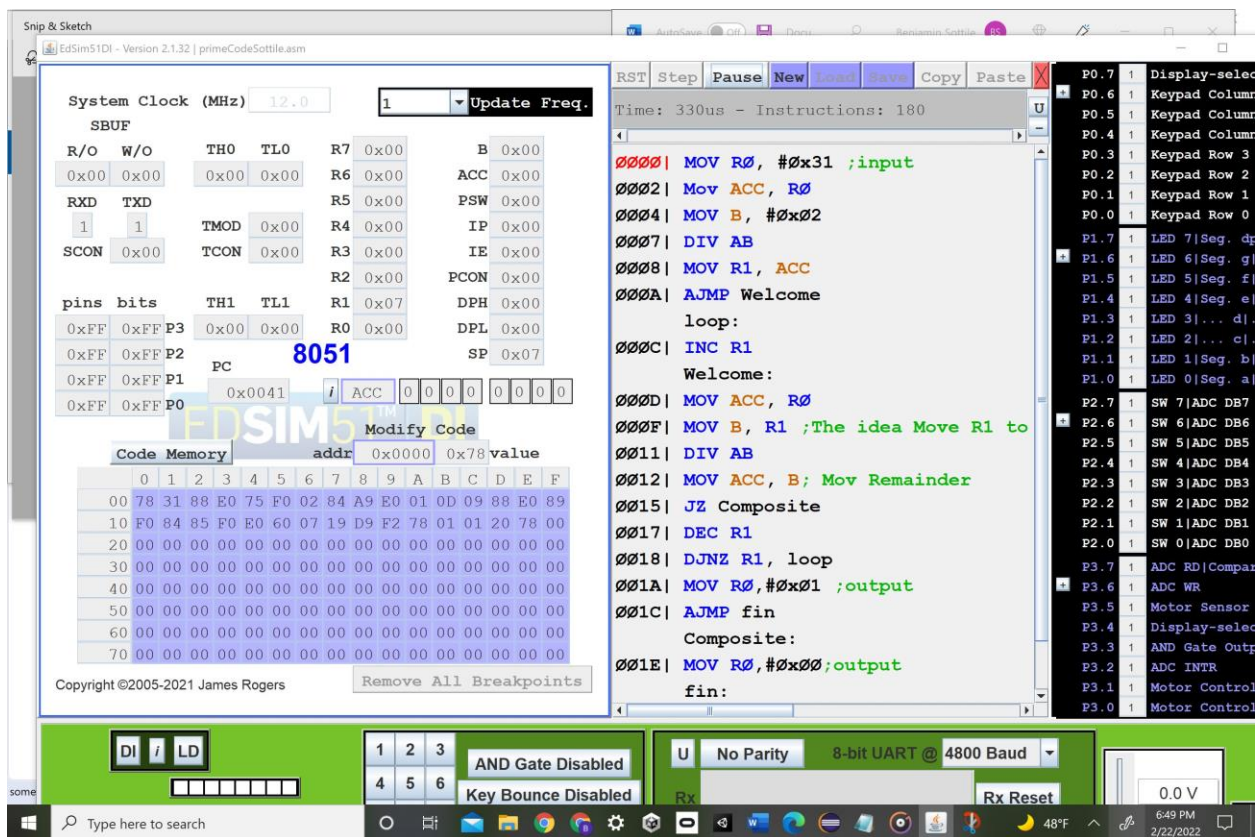 Snip & Sketch
AutoSave Off Docu Benjamin Sottile BS
EdSim51DI - Version 2.1.32 | primeCodeSottile.asm
System Clock (MHz) 12.0
1 Update Freq.
SBUF
R/O W/O TH0 TL0 R7 0x00 B 0x00
0x00 0x00 0x00 0x00 R6 0x00 ACC 0x00
RXD TXD R5 0x00 PSW 0x00
1 1 TMOD 0x00 R4 0x00 IP 0x00
SCON 0x00 TCON 0x00 R3 0x00 IE 0x00
R2 0x00 PCON 0x00
pins bits TH1 TL1 R1 0x07 DPH 0x00
0xFF 0xFF P3 0x00 0x00 R0 0x00 DPL 0x00
0xFF 0xFF P2 8051 SP 0x07
0xFF 0xFF P1 PC
0xFF 0xFF P0 0x0041 i ACC 0 0 0 0 0 0 0 0
EDSIM51™ DI
Modify Code
Code Memory addr 0x0000 0x78 value
0 1 2 3 4 5 6 7 8 9 A B C D E F
00 78 31 88 E0 75 F0 02 84 A9 E0 01 0D 09 88 E0 89
10 F0 84 85 F0 E0 60 07 19 D9 F2 78 01 01 20 78 00
20 00 00 00 00 00 00 00 00 00 00 00 00 00 00 00 00
30 00 00 00 00 00 00 00 00 00 00 00 00 00 00 00 00
40 00 00 00 00 00 00 00 00 00 00 00 00 00 00 00 00
50 00 00 00 00 00 00 00 00 00 00 00 00 00 00 00 00
60 00 00 00 00 00 00 00 00 00 00 00 00 00 00 00 00
70 00 00 00 00 00 00 00 00 00 00 00 00 00 00 00 00
Copyright ©2005-2021 James Rogers Remove All Breakpoints
RST Step Pause New Load Save Copy Paste X
Time: 330us - Instructions: 180 U
-
0000| MOV R0, #0x31 ;input
0002| Mov ACC, R0
0004| MOV B, #0x02
0007| DIV AB
0008| MOV R1, ACC
000A| AJMP Welcome
loop:
000C| INC R1
Welcome:
000D| MOV ACC, R0
000F| MOV B, R1 ;The idea Move R1 to
0011| DIV AB
0012| MOV ACC, B; Mov Remainder
0015| JZ Composite
0017| DEC R1
0018| DJNZ R1, loop
001A| MOV R0,#0x01 ;output
001C| AJMP fin
Composite:
001E| MOV R0,#0x00;output
fin:
P0.7 1 Display-selec
P0.6 1 Keypad Column
P0.5 1 Keypad Column
P0.4 1 Keypad Column
P0.3 1 Keypad Row 3
P0.2 1 Keypad Row 2
P0.1 1 Keypad Row 1
P0.0 1 Keypad Row 0
P1.7 1 LED 7|Seg. dp
P1.6 1 LED 6|Seg. g|
P1.5 1 LED 5|Seg. f|
P1.4 1 LED 4|Seg. e|
P1.3 1 LED 3|... d|.
P1.2 1 LED 2|... c|.
P1.1 1 LED 1|Seg. b|
P1.0 1 LED 0|Seg. a|
P2.7 1 SW 7|ADC DB7
P2.6 1 SW 6|ADC DB6
P2.5 1 SW 5|ADC DB5
P2.4 1 SW 4|ADC DB4
P2.3 1 SW 3|ADC DB3
P2.2 1 SW 2|ADC DB2
P2.1 1 SW 1|ADC DB1
P2.0 1 SW 0|ADC DB0
P3.7 1 ADC RD|Compar
P3.6 1 ADC WR
P3.5 1 Motor Sensor
P3.4 1 Display-selec
P3.3 1 AND Gate Outp
P3.2 1 ADC INTR
P3.1 1 Motor Control
P3.0 1 Motor Control
DI i LD
1 2 3
4 5 6
AND Gate Disabled
Key Bounce Disabled
U No Parity 8-bit UART @ 4800 Baud
Rx Rx Reset
0.0 V
some
Type here to search
48°F
6:49 PM
2/22/2022